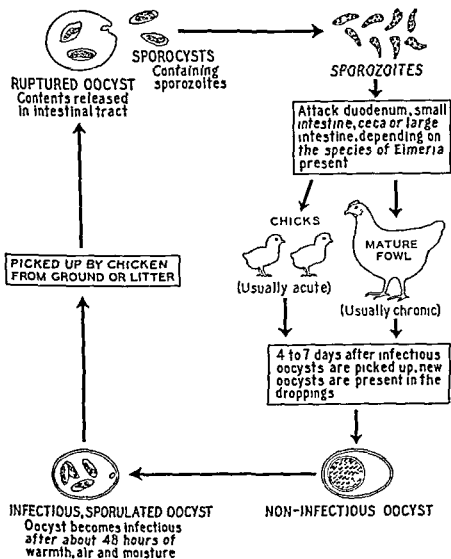 RUPTURED OOCYST
Contents released
in intestinal tract
SPOROCYSTS
Containing
sporozoites
SPOROZOITES
Attack duodenum, small
intestine, ceca or large
intestine, depending on
the species of Eimeria
present
CHICKS
(Usually acute)
MATURE
FOWL
(Usually chronic)
4 to 7 days after infectious
oocysts are picked up, new
oocysts are present in the
droppings
NON-INFECTIOUS OOCYST
INFECTIOUS, SPORULATED OOCYST
Oocyst becomes infectious
after about 48 hours of
warmth, air and moisture
PICKED UP BY CHICKEN
FROM GROUND OR LITTER